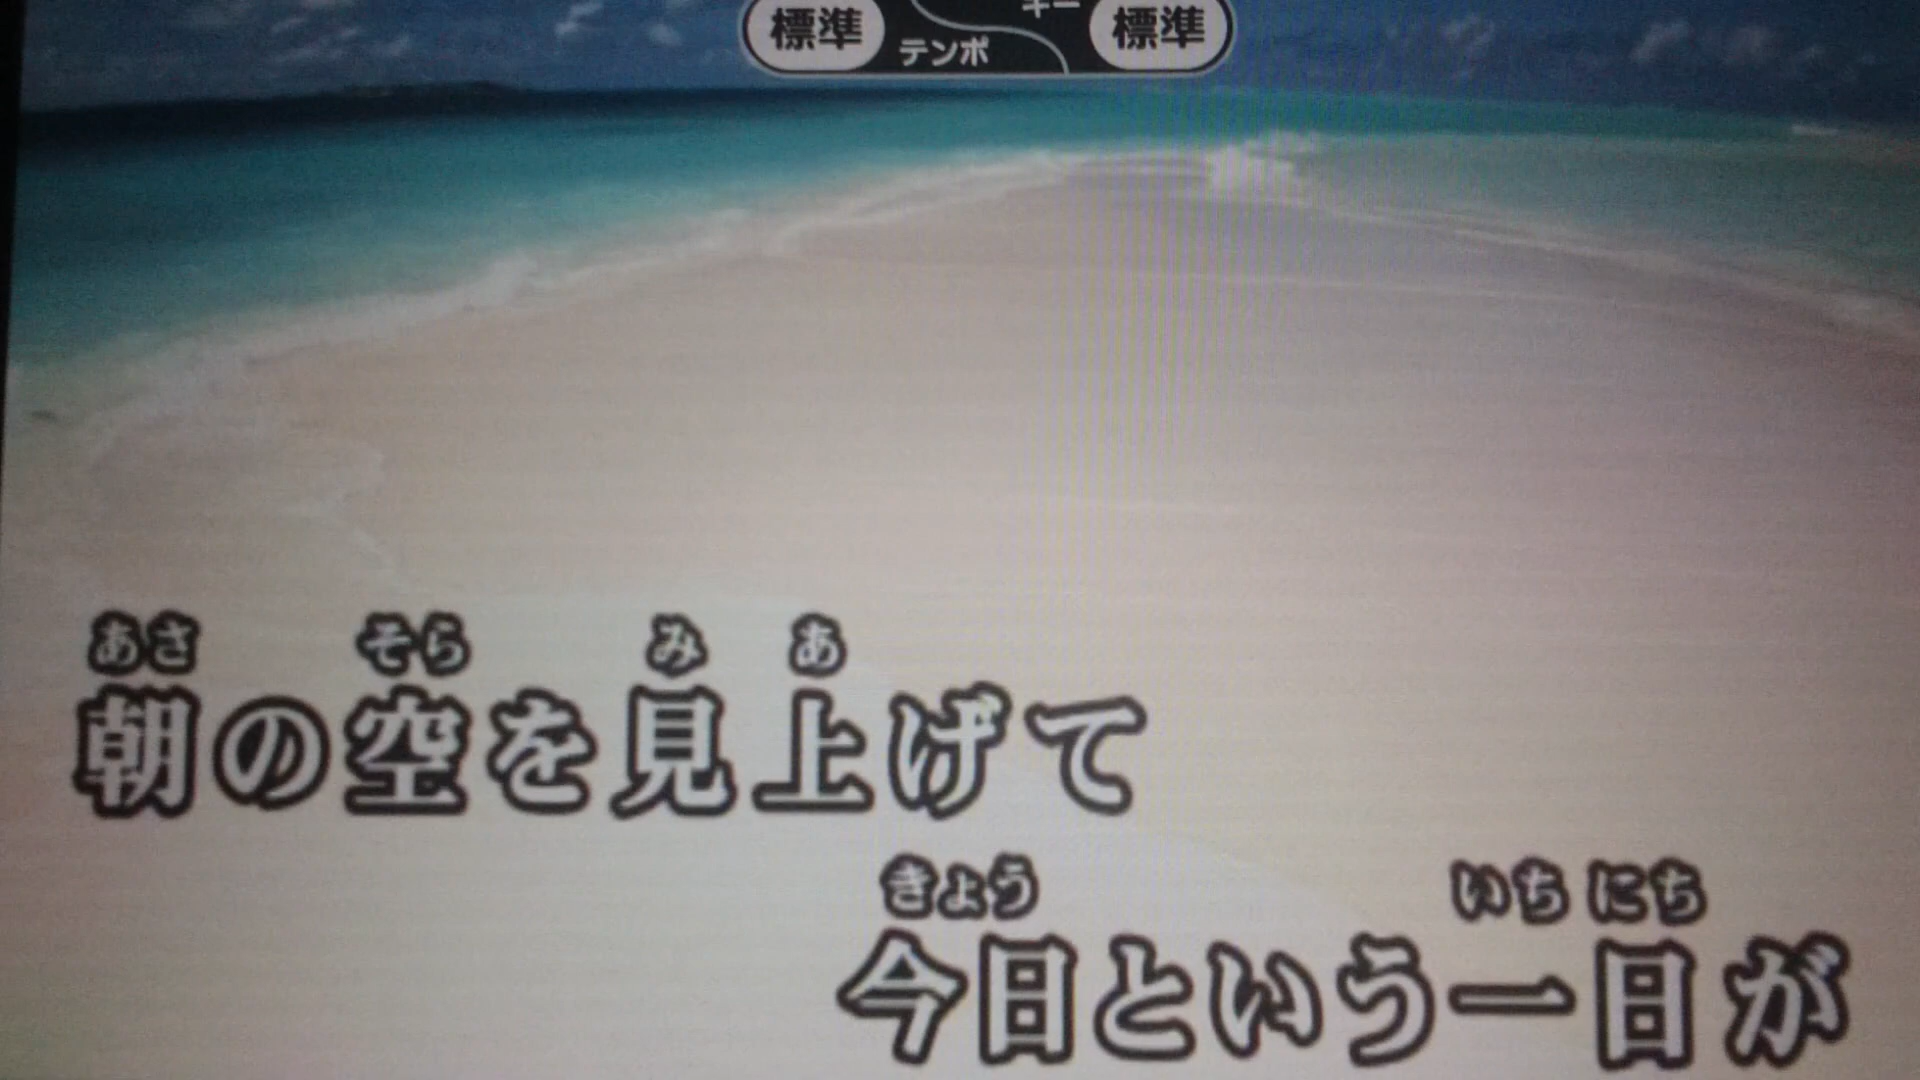 キー
標準 テンポ 標準
あさ そら み あ
朝の空を見上げて
きょう いちにち
今日という一日が